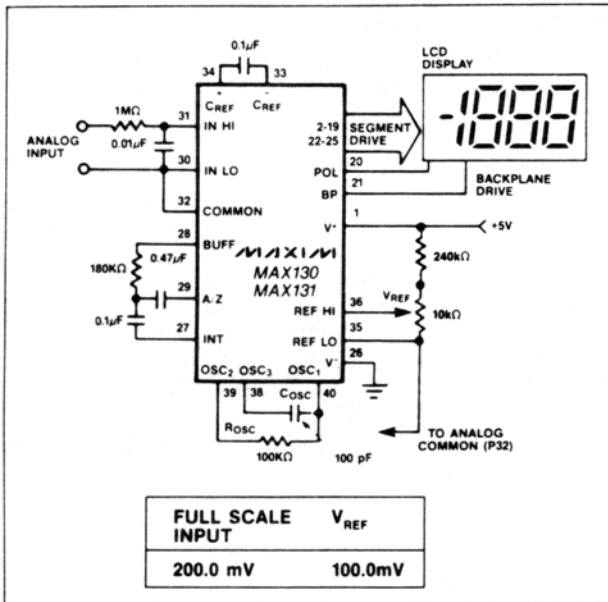 0.1µF
34 33
LCD
DISPLAY
+ -
CREF CREF
1MΩ
31 IN HI
2-19
22-25
SEGMENT
DRIVE
-1888
ANALOG
INPUT
0.01µF
30 IN LO
20
POL
21
BP
BACKPLANE
DRIVE
32 COMMON
1
V+
+5V
28 BUFF
0.47µF
180KΩ
MAXIM
MAX130
MAX131
240kΩ
29 A/Z
0.1µF
36
REF HI
VREF
10kΩ
27 INT
35
REF LO
26
V-
OSC2 OSC3 OSC1
39 38 COSC 40
ROSC
100KΩ
100 pF
TO ANALOG
COMMON (P32)
FULL SCALE VREF
INPUT
200.0 mV 100.0mV